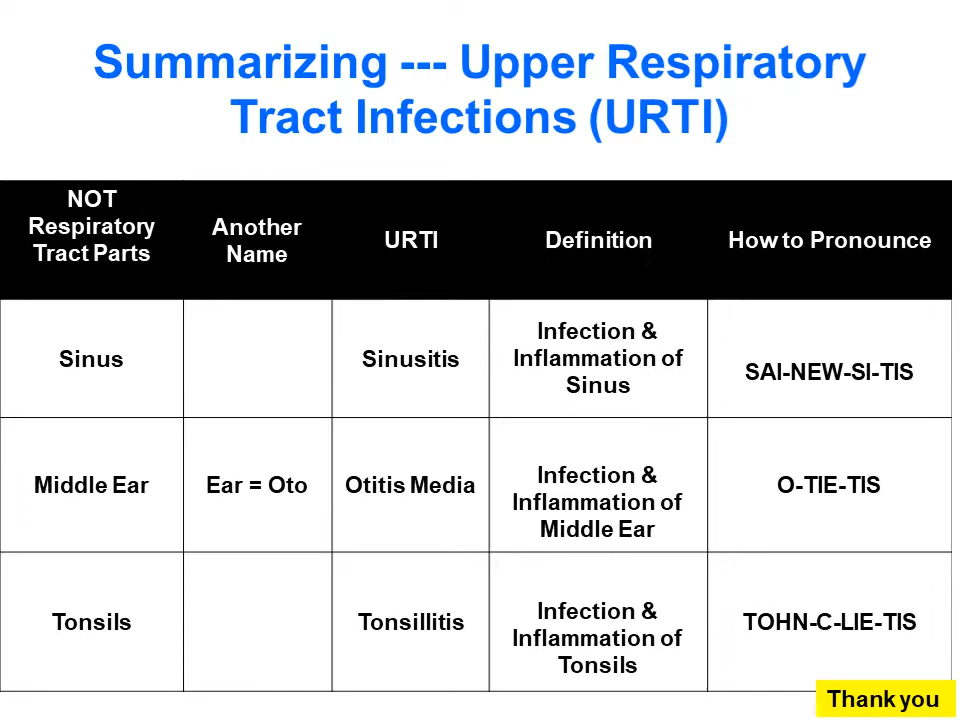 Summarizing --- Upper Respiratory
Tract Infections (URTI)
NOT
Respiratory
Tract Parts
Another
Name
URTI
Definition
How to Pronounce
Sinus
Sinusitis
Infection &
Inflammation of
Sinus
SAI-NEW-SI-TIS
Middle Ear
Ear = Oto
Otitis Media
Infection &
Inflammation of
Middle Ear
O-TIE-TIS
Tonsils
Tonsillitis
Infection &
Inflammation of
Tonsils
TOHN-C-LIE-TIS
Thank you